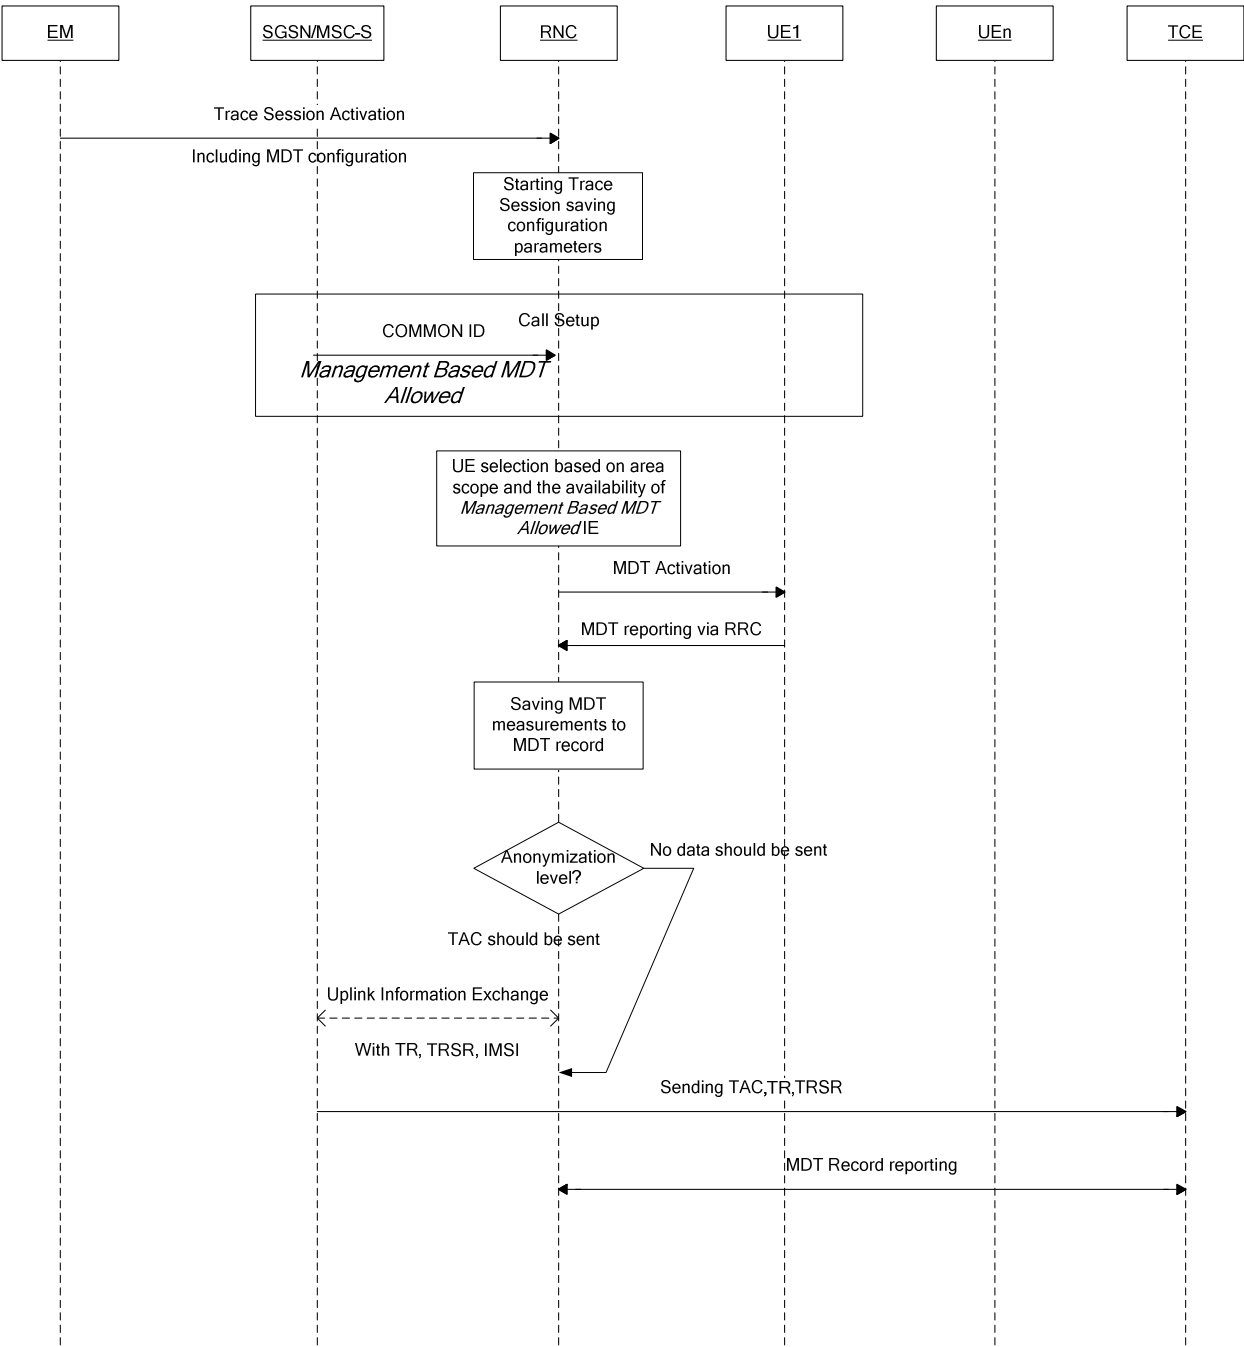 EM
SGSN/MSC-S
RNC
UE1
UEn
TCE
Trace Session Activation
Including MDT configuration
Starting Trace
Session saving
configuration
parameters
Call Setup
COMMON ID
Management Based MDT
Allowed
UE selection based on area
scope and the availability of
Management Based MDT
Allowed IE
MDT Activation
MDT reporting via RRC
Saving MDT
measurements to
MDT record
Anonymization
level?
No data should be sent
TAC should be sent
Uplink Information Exchange
With TR, TRSR, IMSI
Sending TAC,TR,TRSR
MDT Record reporting